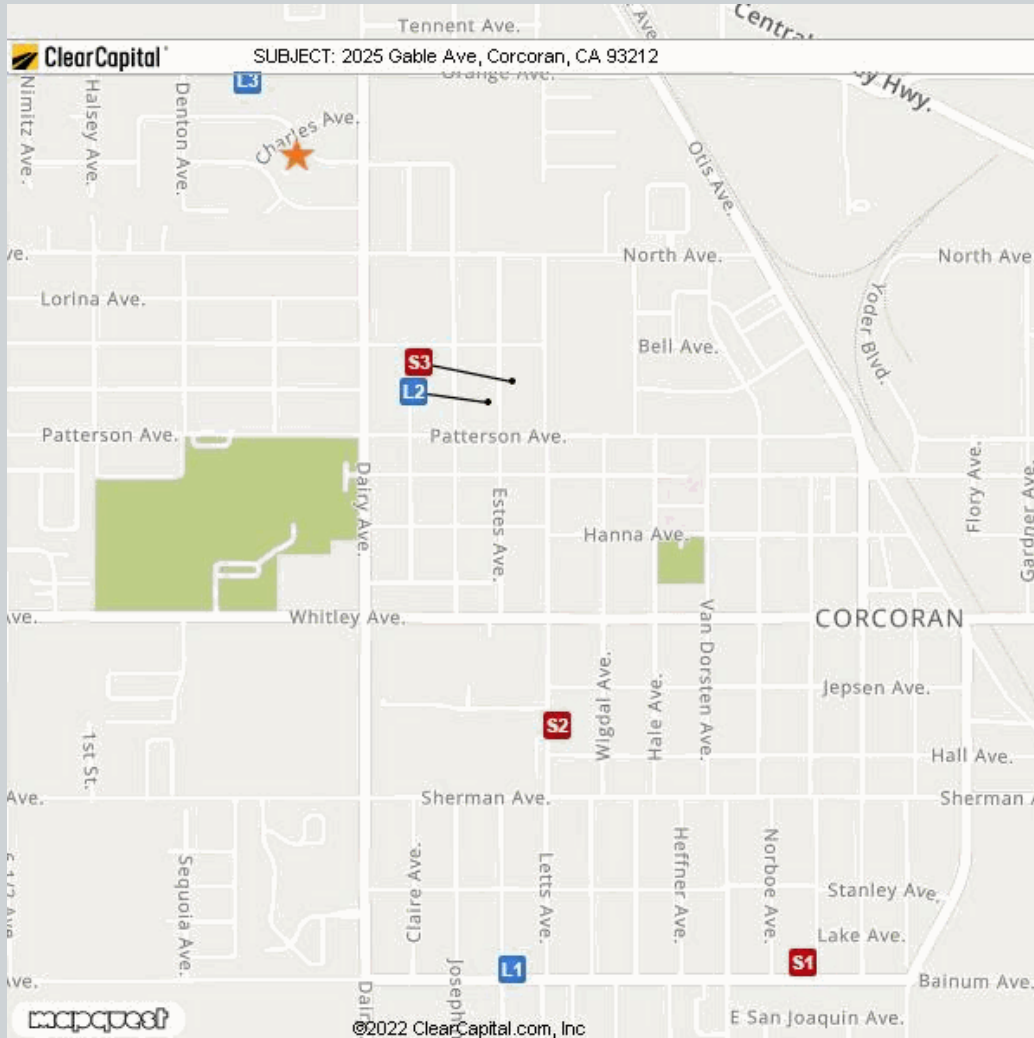 Tennent Ave.
Central
Ave.
ClearCapital
SUBJECT: 2025 Gable Ave, Corcoran, CA 93212
L3
Orange Ave.
Hwy.
Nimitz Ave.
Halsey Ave.
Denton Ave.
Charles Ave.
Otis Ave.
North Ave.
North Ave
Lorina Ave.
Yoder Blvd.
Bell Ave.
S3
L2
Patterson Ave.
Patterson Ave.
Dairy Ave.
Estes Ave.
Flory Ave.
Gardner Ave.
Hanna Ave.
Whitley Ave.
CORCORAN
Van Dorsten Ave.
Wigdal Ave.
Hale Ave.
Jepsen Ave.
S2
1st St.
Hall Ave.
Ave.
Sherman Ave.
Sherman
Sequoia Ave.
Claire Ave.
Letts Ave.
Heffner Ave.
Norboe Ave.
Stanley Ave.
Lake Ave.
6 1/2 Ave
L1
S1
Joseph
Bainum Ave.
mapquest
©2022 ClearCapital.com, Inc
E San Joaquin Ave.